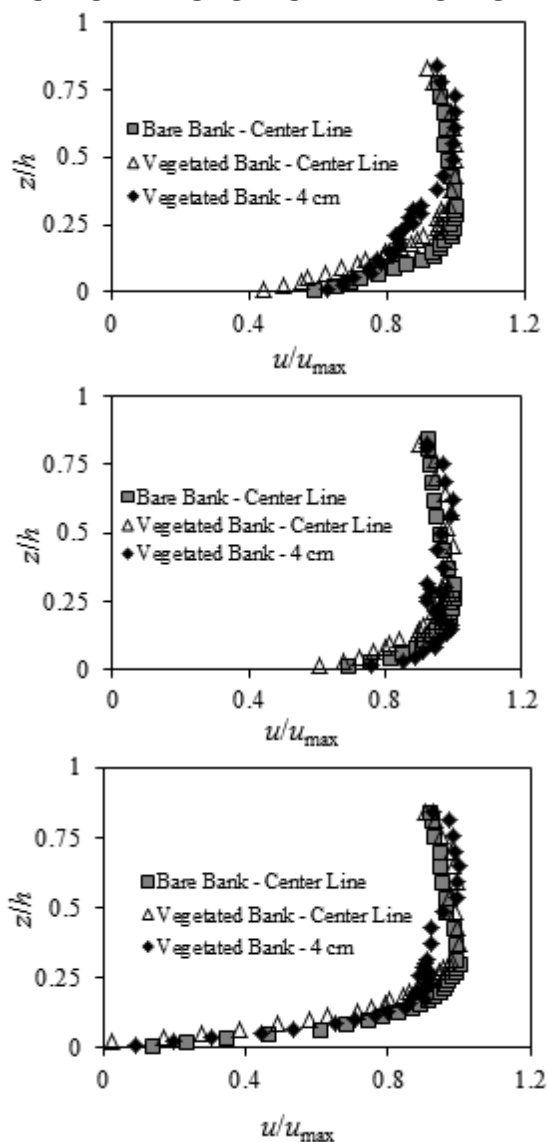 1
0.75
z/h
0.5
0.25
0
Bare Bank - Center Line
Vegetated Bank - Center Line
Vegetated Bank - 4 cm
0 0.4 0.8 1.2
u/umax
1
0.75
z/h
0.5
0.25
0
Bare Bank - Center Line
Vegetated Bank - Center Line
Vegetated Bank - 4 cm
0 0.4 0.8 1.2
u/umax
1
0.75
z/h
0.5
0.25
0
Bare Bank - Center Line
Vegetated Bank - Center Line
Vegetated Bank - 4 cm
0 0.4 0.8 1.2
u/umax